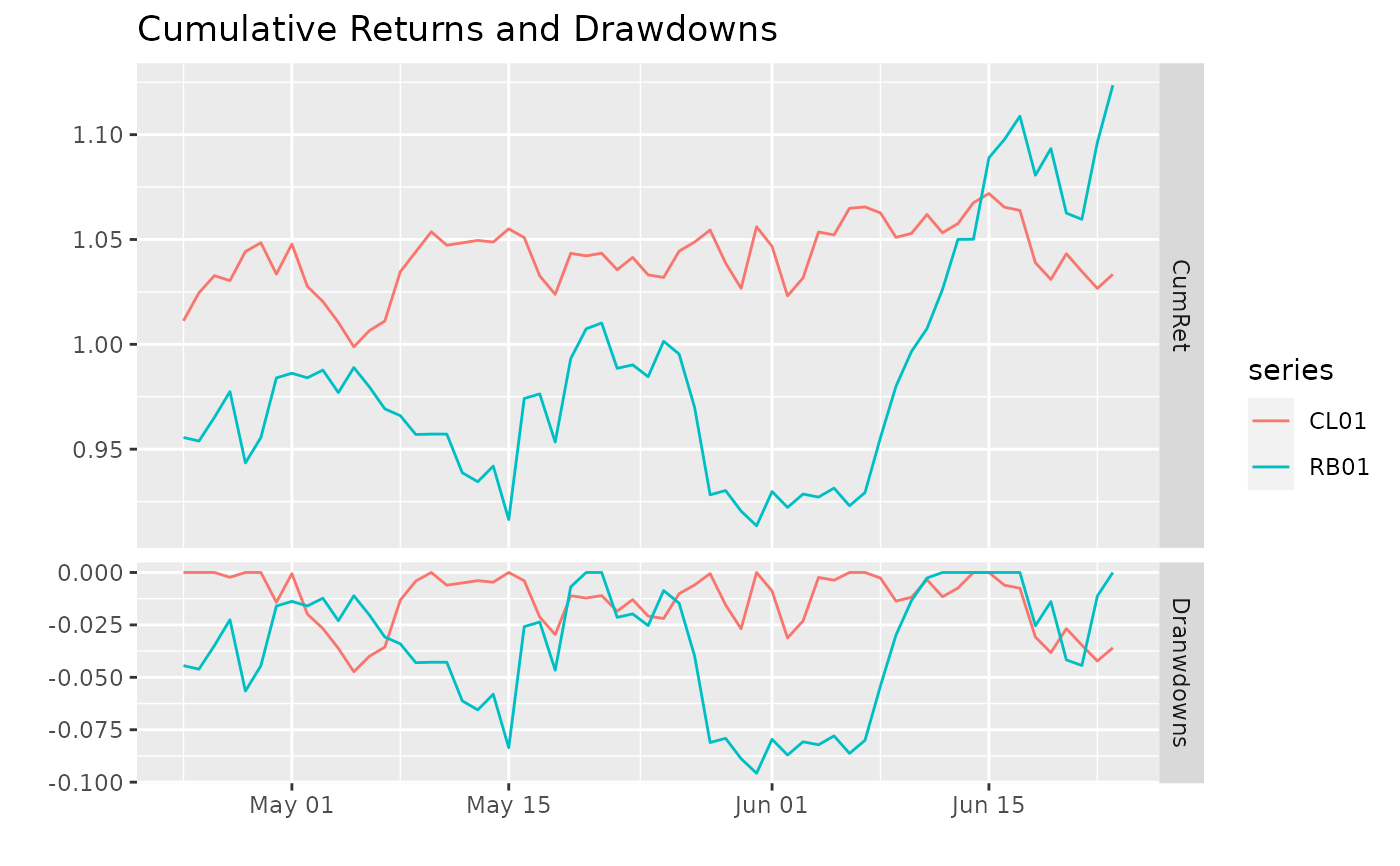 Cumulative Returns and Drawdowns
1.10
1.05
1.00
0.95
CumRet
0.000
-0.025
-0.050
-0.075
-0.100
Dranwdowns
May 01
May 15
Jun 01
Jun 15
series
CL01
RB01